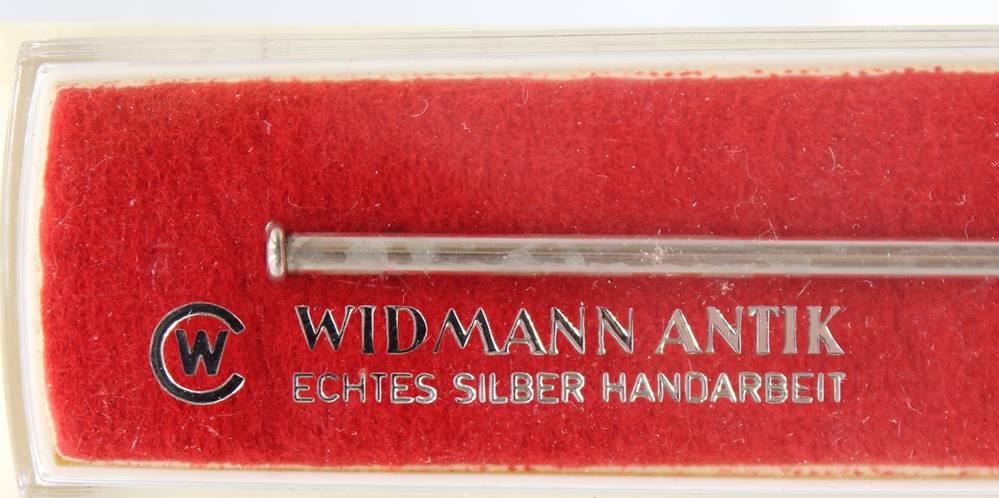 CW
WIDMANN ANTIK
ECHTES SILBER HANDARBEIT